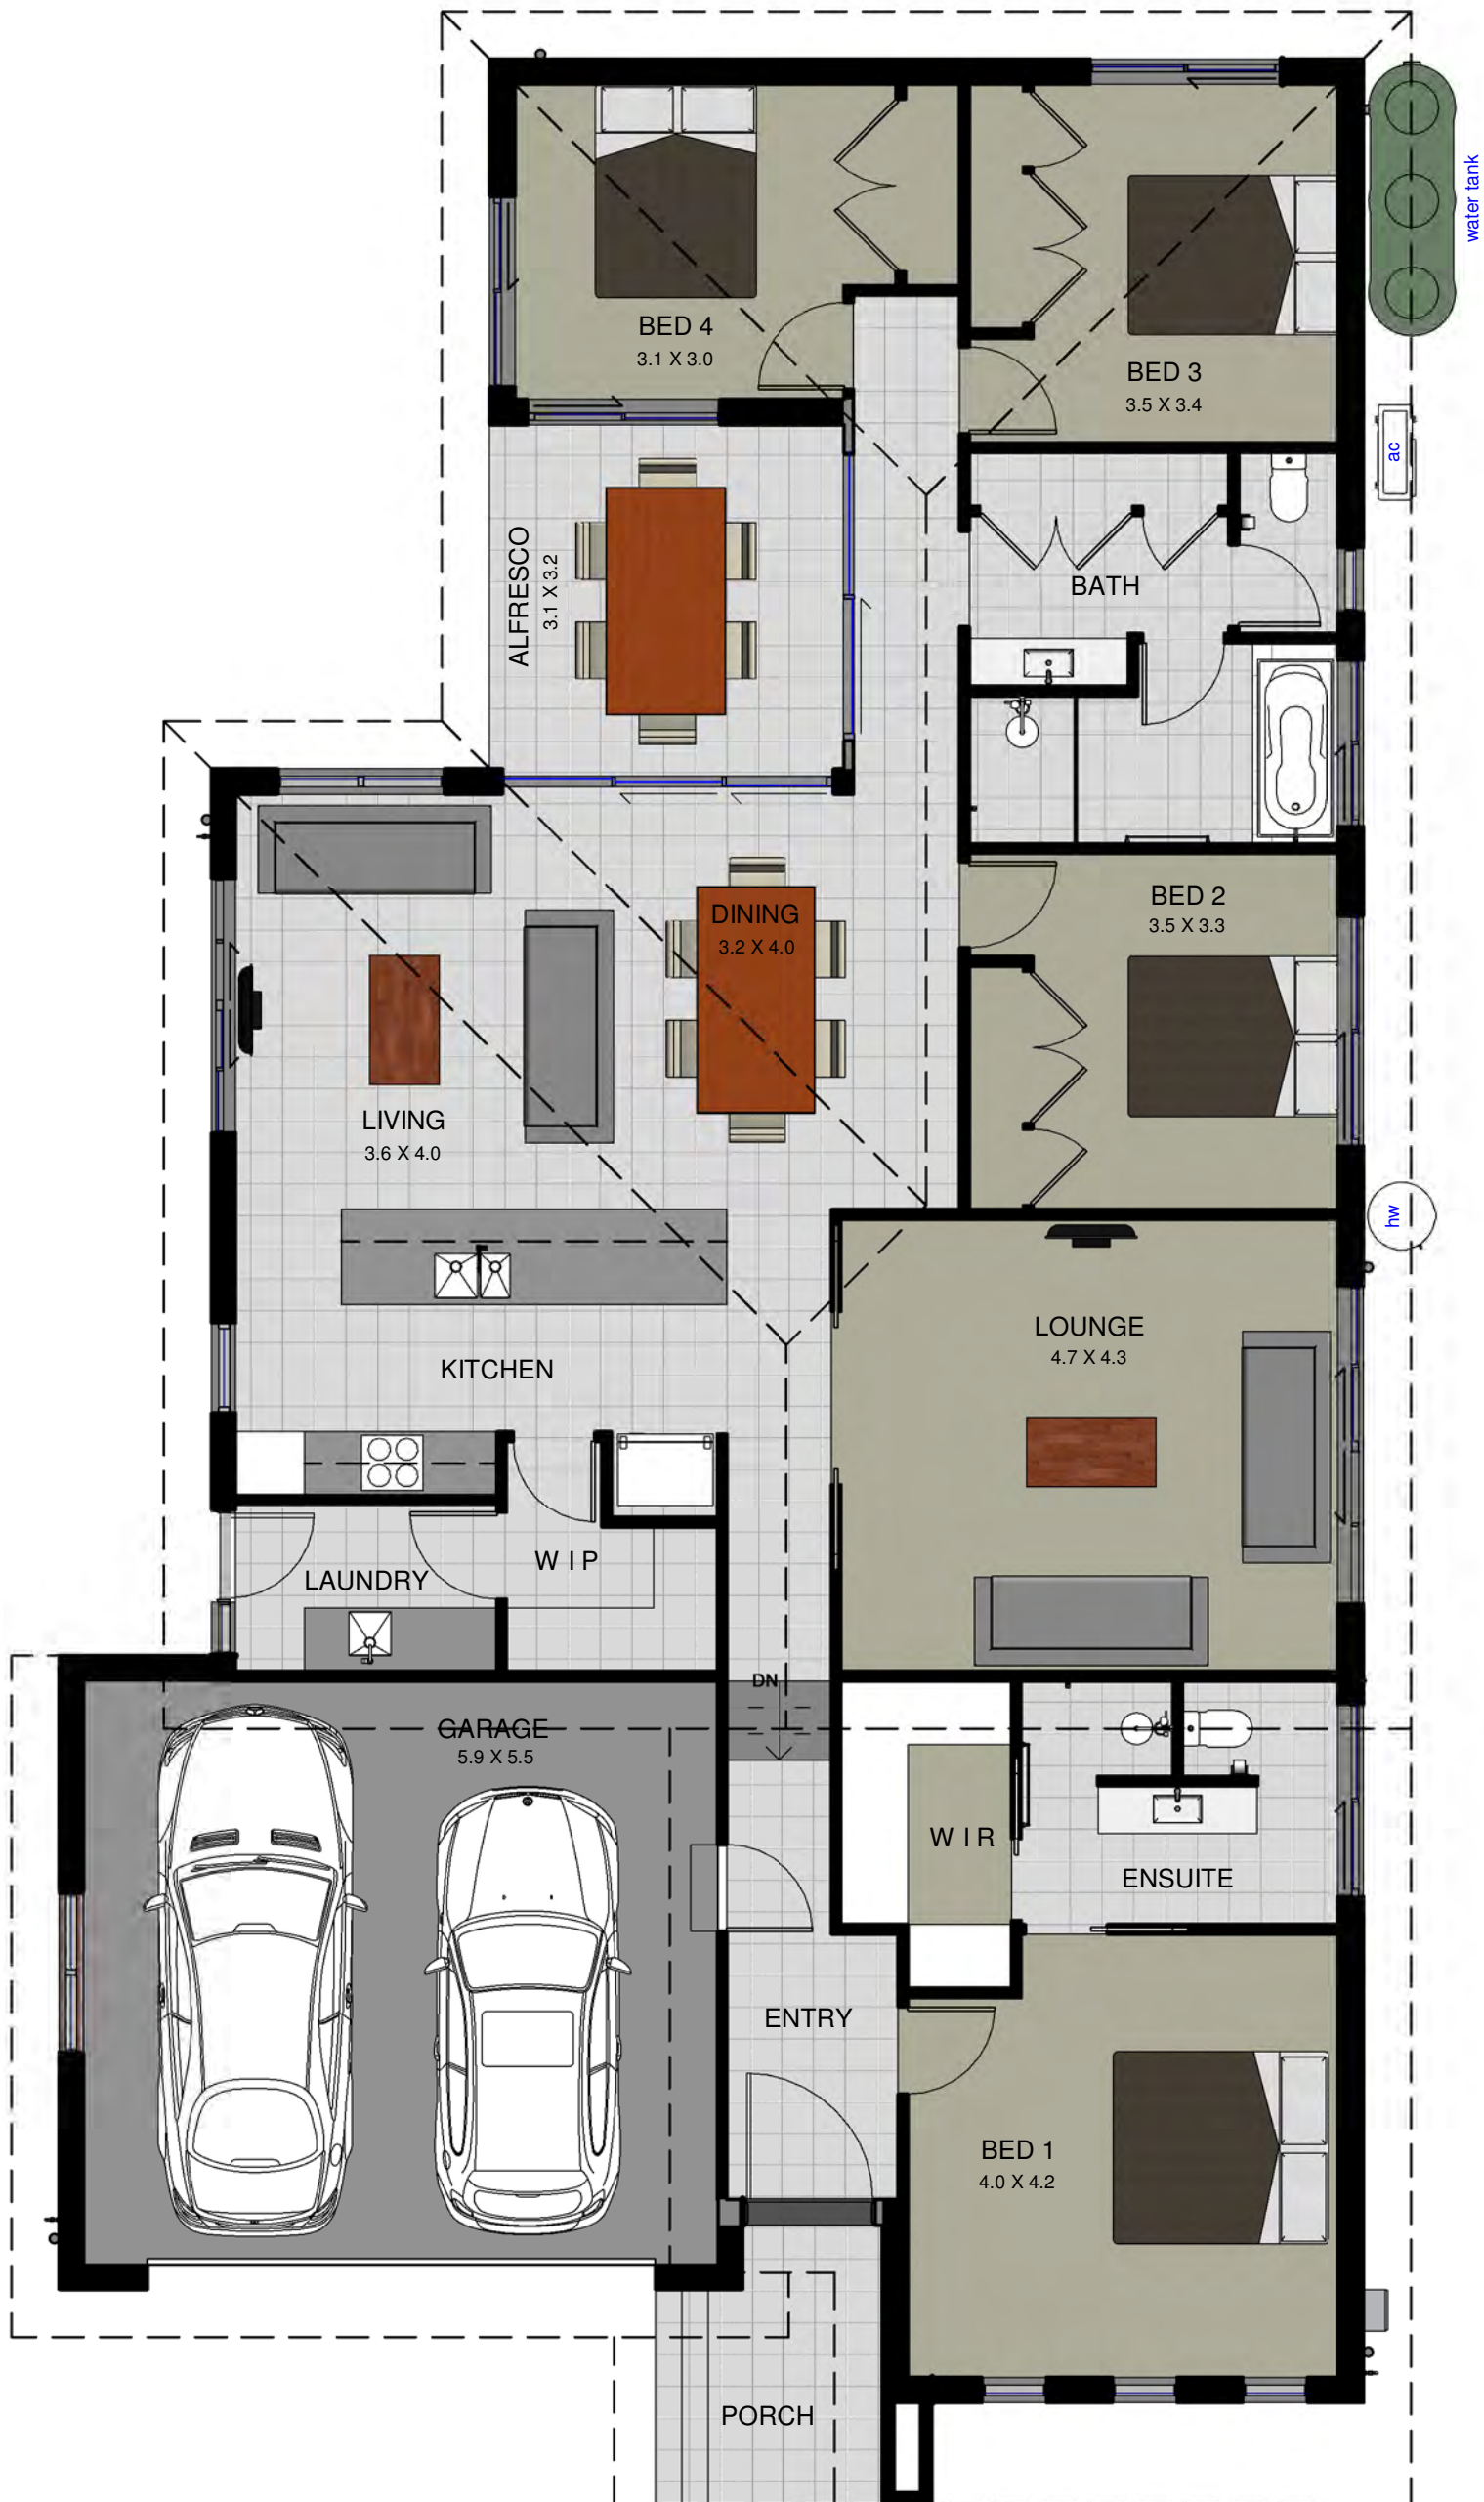 water tank
BED 4
3.1 X 3.0
BED 3
3.5 X 3.4
ac
ALFRESCO
3.1 X 3.2
BATH
BED 2
3.5 X 3.3
DINING
3.2 X 4.0
LIVING
3.6 X 4.0
hw
LOUNGE
4.7 X 4.3
KITCHEN
W I P
LAUNDRY
DN
GARAGE
5.9 X 5.5
W I R
ENSUITE
ENTRY
BED 1
4.0 X 4.2
PORCH